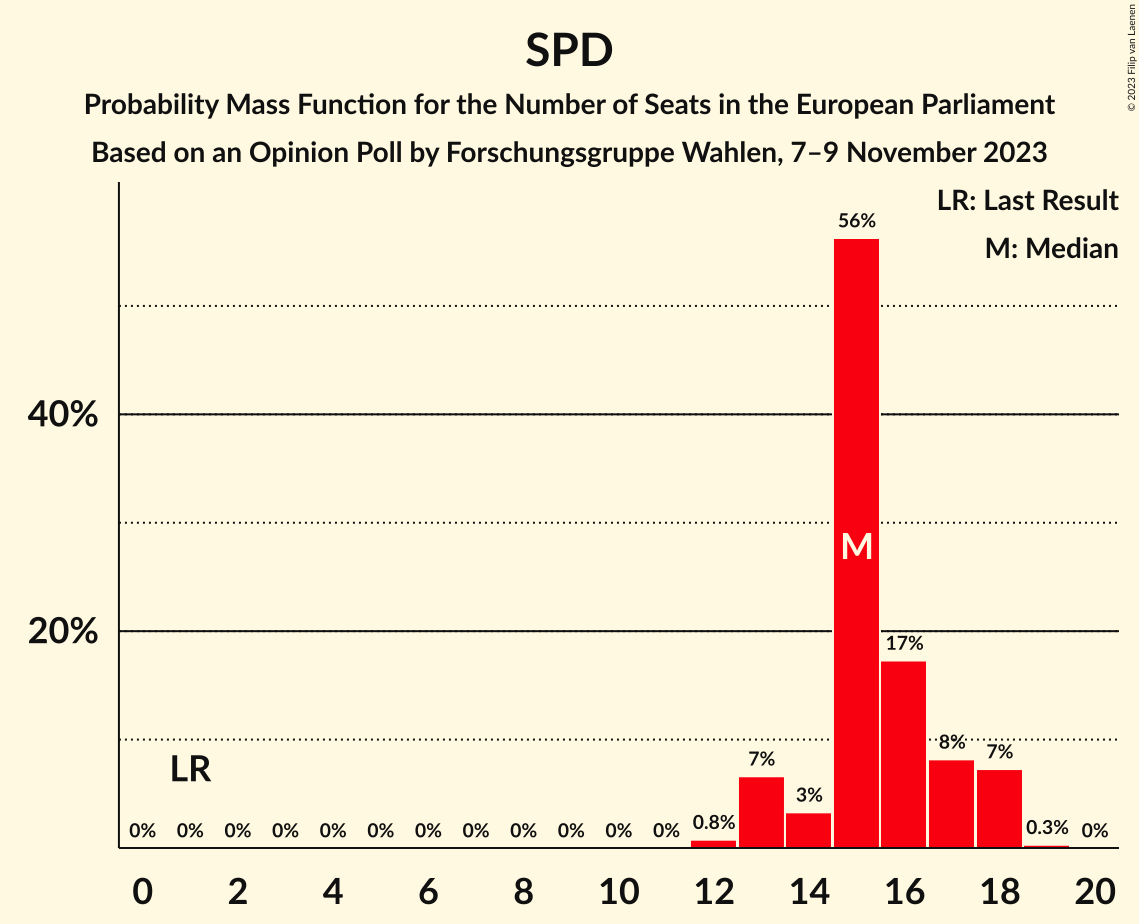 SPD
Probability Mass Function for the Number of Seats in the European Parliament
Based on an Opinion Poll by Forschungsgruppe Wahlen, 7–9 November 2023
© 2023 Filip van Laenen
LR: Last Result
M: Median
56%
40%
M
20%
17%
LR
8%
7%
7%
3%
0% 0% 0% 0% 0% 0% 0% 0% 0% 0% 0% 0% 0.8% 0.3% 0%
0 2 4 6 8 10 12 14 16 18 20